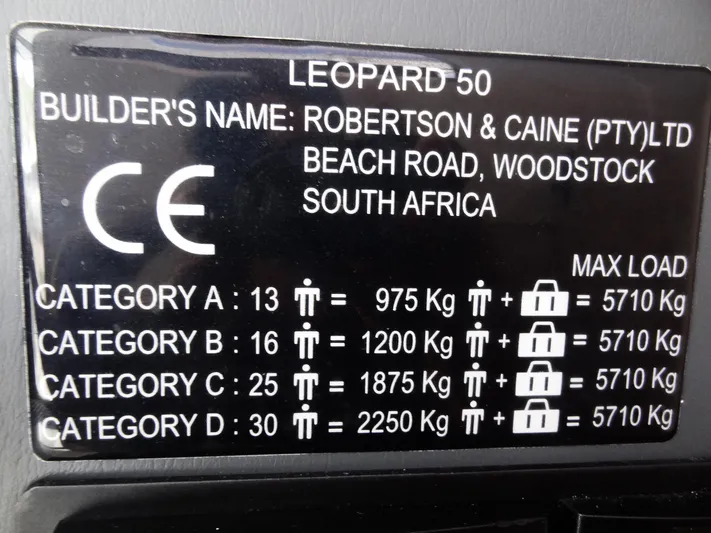 LEOPARD 50
BUILDER'S NAME: ROBERTSON & CAINE (PTY)LTD
BEACH ROAD, WOODSTOCK
SOUTH AFRICA
CE
MAX LOAD
CATEGORY A : 13 = 975 Kg + = 5710 Kg
CATEGORY B : 16 = 1200 Kg + = 5710 Kg
CATEGORY C : 25 = 1875 Kg + = 5710 Kg
CATEGORY D : 30 = 2250 Kg + = 5710 Kg